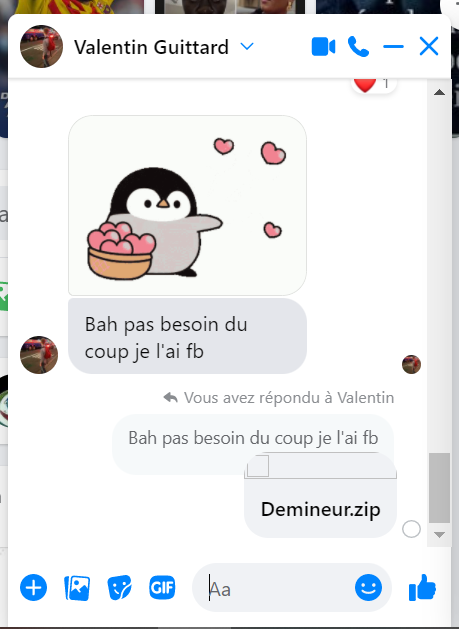 Valentin Guittard
1
Bah pas besoin du
coup je l'ai fb
Vous avez répondu à Valentin
Bah pas besoin du coup je l'ai fb
Demineur.zip
GIF
Aa